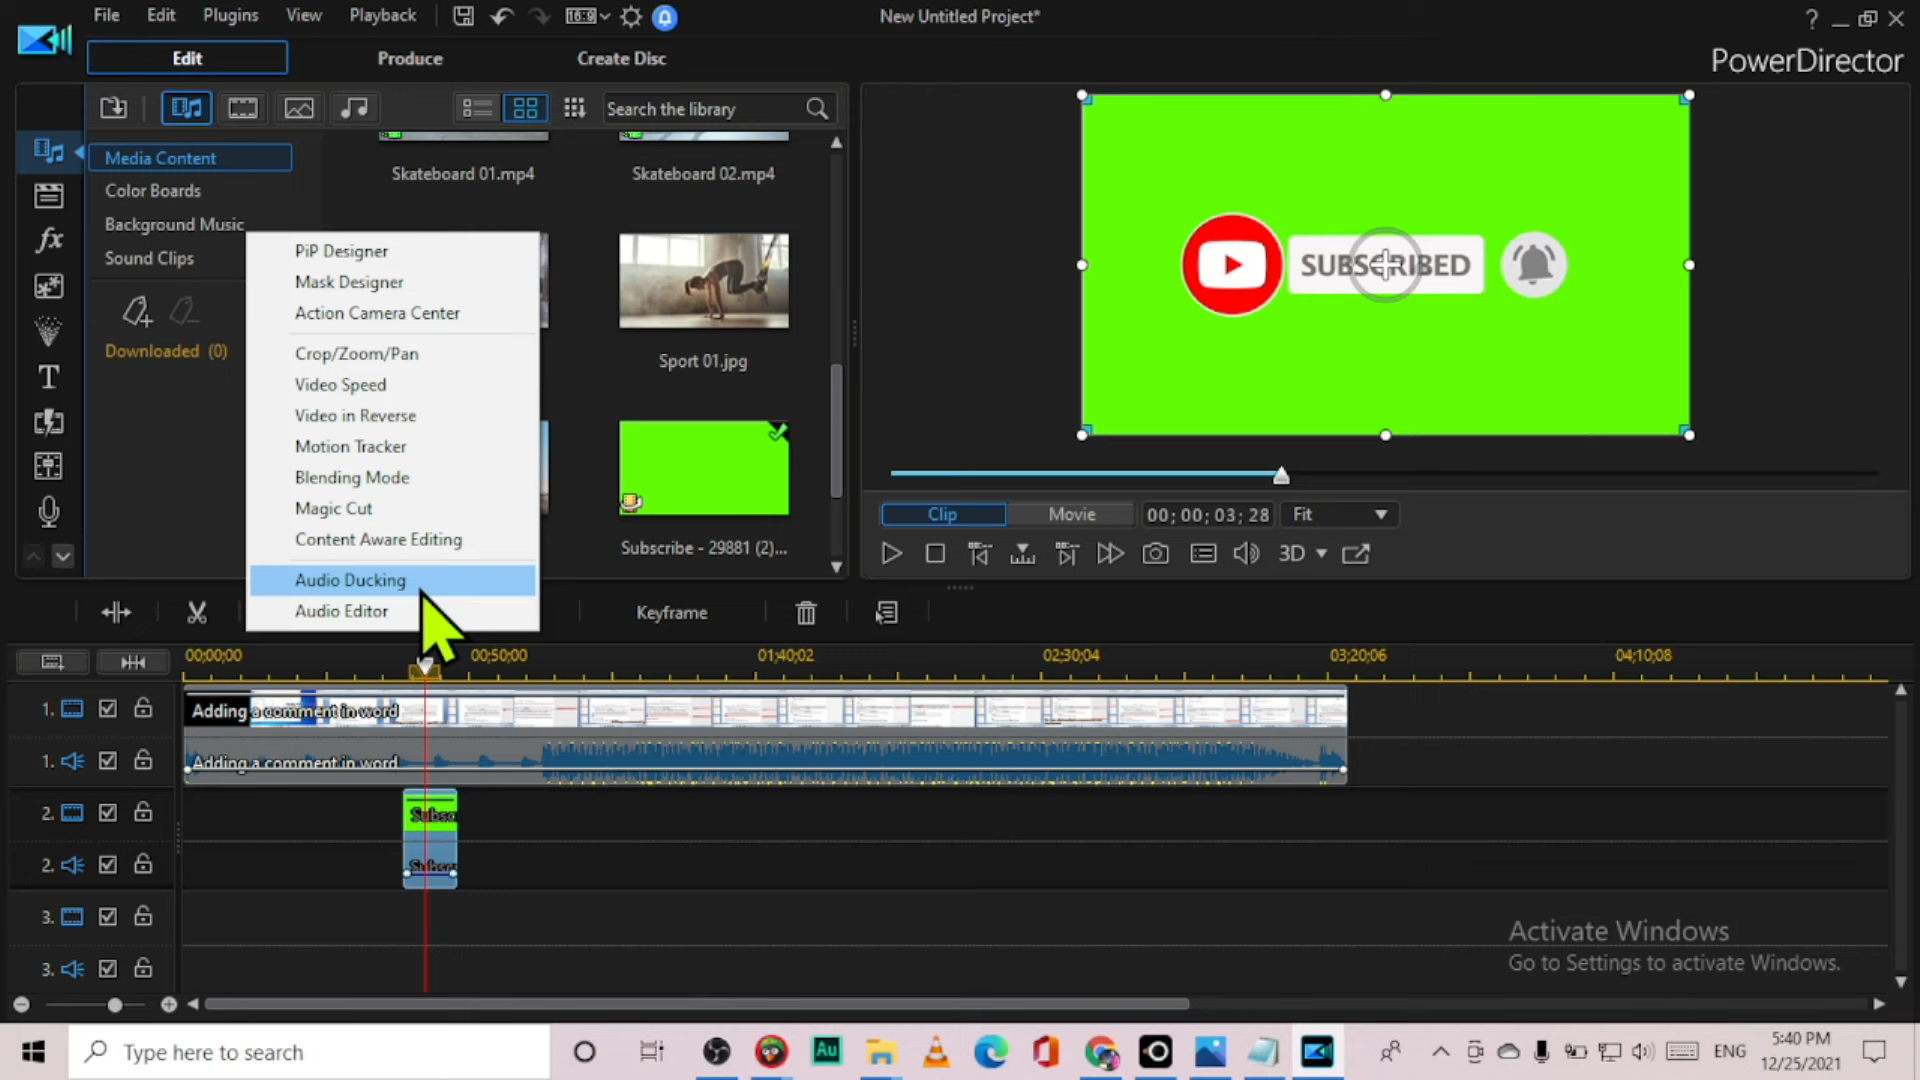 File Edit Plugins View Playback 16:9 New Untitled Project* ?
PowerDirector
Edit Produce Create Disc
Search the library
Media Content
Color Boards
Background Music
Sound Clips
Downloaded (0)
Skateboard 01.mp4 Skateboard 02.mp4
Sport 01.jpg
Subscribe - 29881 (2)...
PiP Designer
Mask Designer
Action Camera Center
Crop/Zoom/Pan
Video Speed
Video in Reverse
Motion Tracker
Blending Mode
Magic Cut
Content Aware Editing
Audio Ducking
Audio Editor
SUBSCRIBED
Clip Movie 00; 00; 03; 28 Fit
3D
fx
T
Keyframe
00;00;00 00;50;00 01;40;02 02;30;04 03;20;06 04;10;08
1. Adding a comment in word
1. Adding a comment in word
2. Subsc
2. Subsc
3.
3.
Activate Windows
Go to Settings to activate Windows.
Type here to search
Au
ENG
5:40 PM
12/25/2021